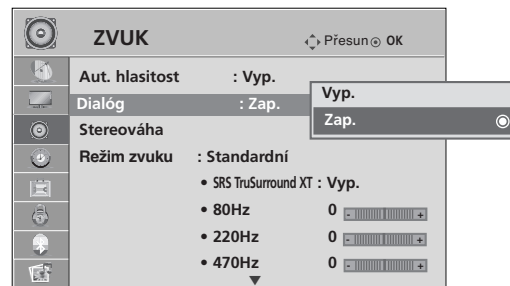 ZVUK Přesun OK
Aut. hlasitost : Vyp.
Dialóg : Zap.
Vyp.
Zap.
Stereováha
Režim zvuku : Standardní
• SRS TruSurround XT : Vyp.
• 80Hz 0 - +
• 220Hz 0 - +
• 470Hz 0 - +